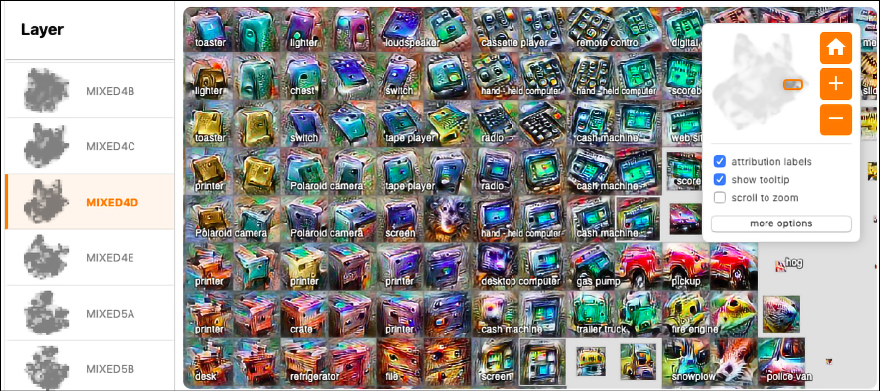 Layer
MIXED4B
MIXED4C
MIXED4D
MIXED4E
MIXED5A
MIXED5B
toaster lighter loudspeaker cassette player remote contro digital
lighter chest switch hand - held computer hand - held computer scoreb
toaster switch tape player radio cash machine web sit
printer Polaroid camera tape player radio cash machine score
Polaroid camera Polaroid camera screen hand - held computer cash machine
printer printer printer desktop computer gas pump pickup hog
printer crate printer cash machine trailer truck fire engine
desk refrigerator file screen snowplow police van
attribution labels
show tooltip
scroll to zoom
more options